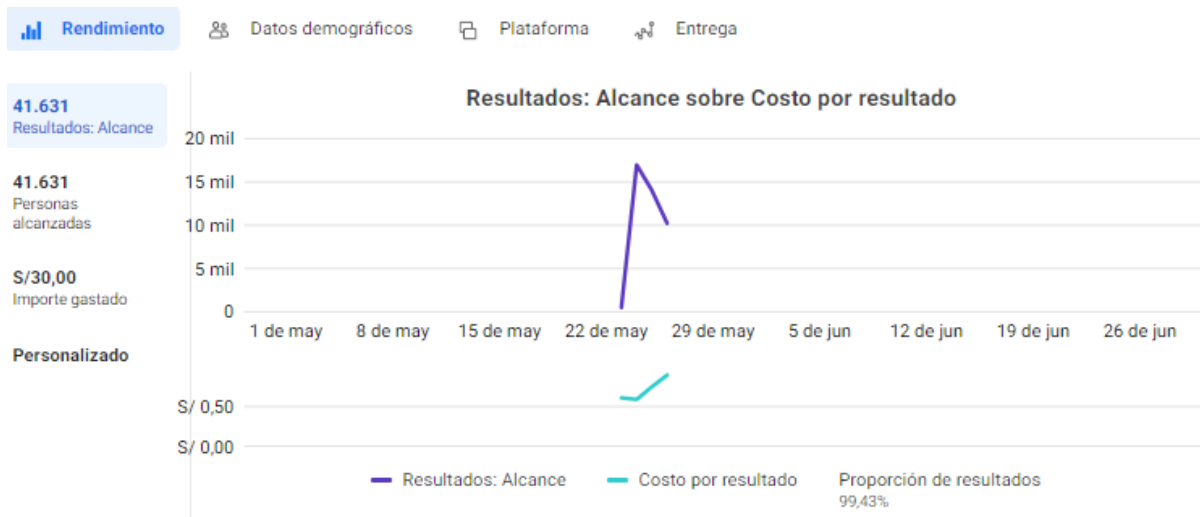 Rendimiento
Datos demográficos
Plataforma
Entrega
41.631
Resultados: Alcance
41.631
Personas
alcanzadas
S/30,00
Importe gastado
Personalizado
Resultados: Alcance sobre Costo por resultado
20 mil
15 mil
10 mil
5 mil
0
1 de may
8 de may
15 de may
22 de may
29 de may
5 de jun
12 de jun
19 de jun
26 de jun
S/ 0,50
S/ 0,00
Resultados: Alcance
Costo por resultado
Proporción de resultados
99,43%